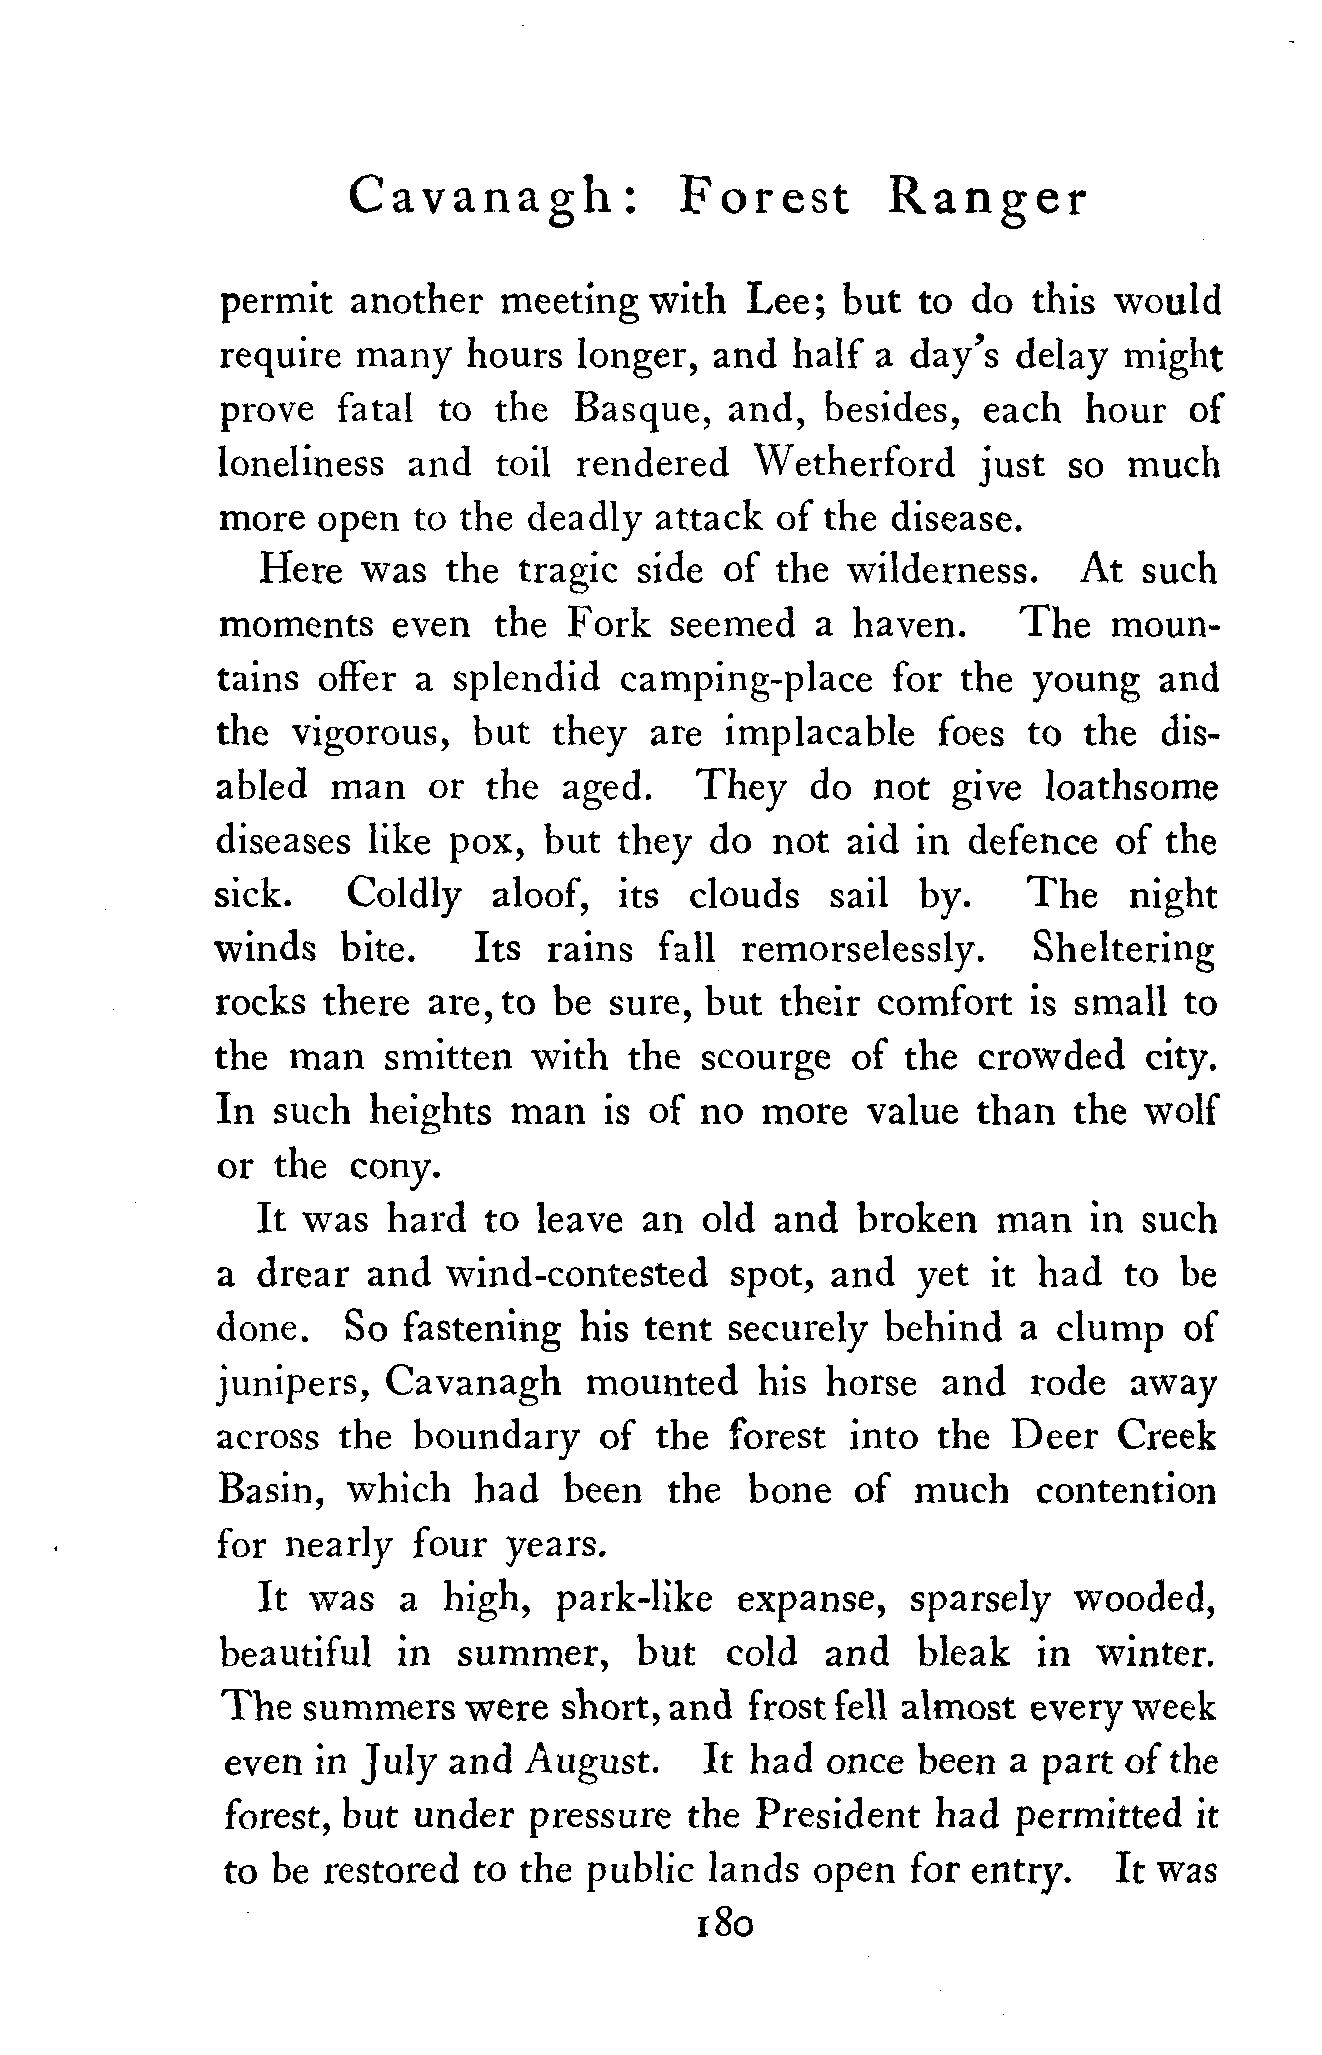 Cavanagh: Forest Ranger
permit another meeting with Lee; but to do this would
require many hours longer, and half a day's delay might
prove fatal to the Basque, and, besides, each hour of
loneliness and toil rendered Wetherford just so much
more open to the deadly attack of the disease.
Here was the tragic side of the wilderness. At such
moments even the Fork seemed a haven. The moun-
tains offer a splendid camping-place for the young and
the vigorous, but they are implacable foes to the dis-
abled man or the aged. They do not give loathsome
diseases like pox, but they do not aid in defence of the
sick. Coldly aloof, its clouds sail by. The night
winds bite. Its rains fall remorselessly. Sheltering
rocks there are, to be sure, but their comfort is small to
the man smitten with the scourge of the crowded city.
In such heights man is of no more value than the wolf
or the cony.
It was hard to leave an old and broken man in such
a drear and wind-contested spot, and yet it had to be
done. So fastening his tent securely behind a clump of
junipers, Cavanagh mounted his horse and rode away
across the boundary of the forest into the Deer Creek
Basin, which had been the bone of much contention
for nearly four years.
It was a high, park-like expanse, sparsely wooded,
beautiful in summer, but cold and bleak in winter.
The summers were short, and frost fell almost every week
even in July and August. It had once been a part of the
forest, but under pressure the President had permitted it
to be restored to the public lands open for entry. It was
180